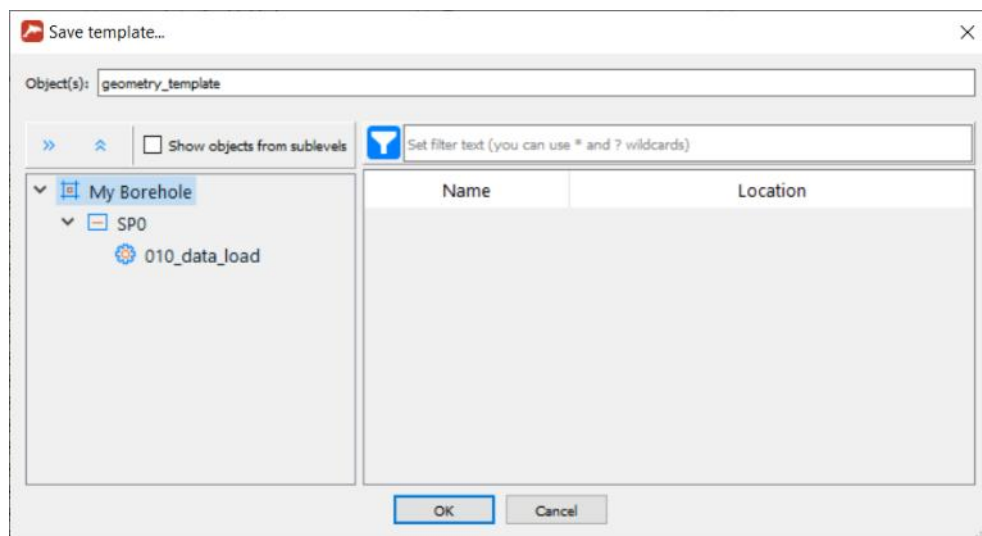 Save template...
Object(s): geometry_template
Show objects from sublevels
Set filter text (you can use * and ? wildcards)
My Borehole
SP0
010_data_load
Name Location
OK Cancel